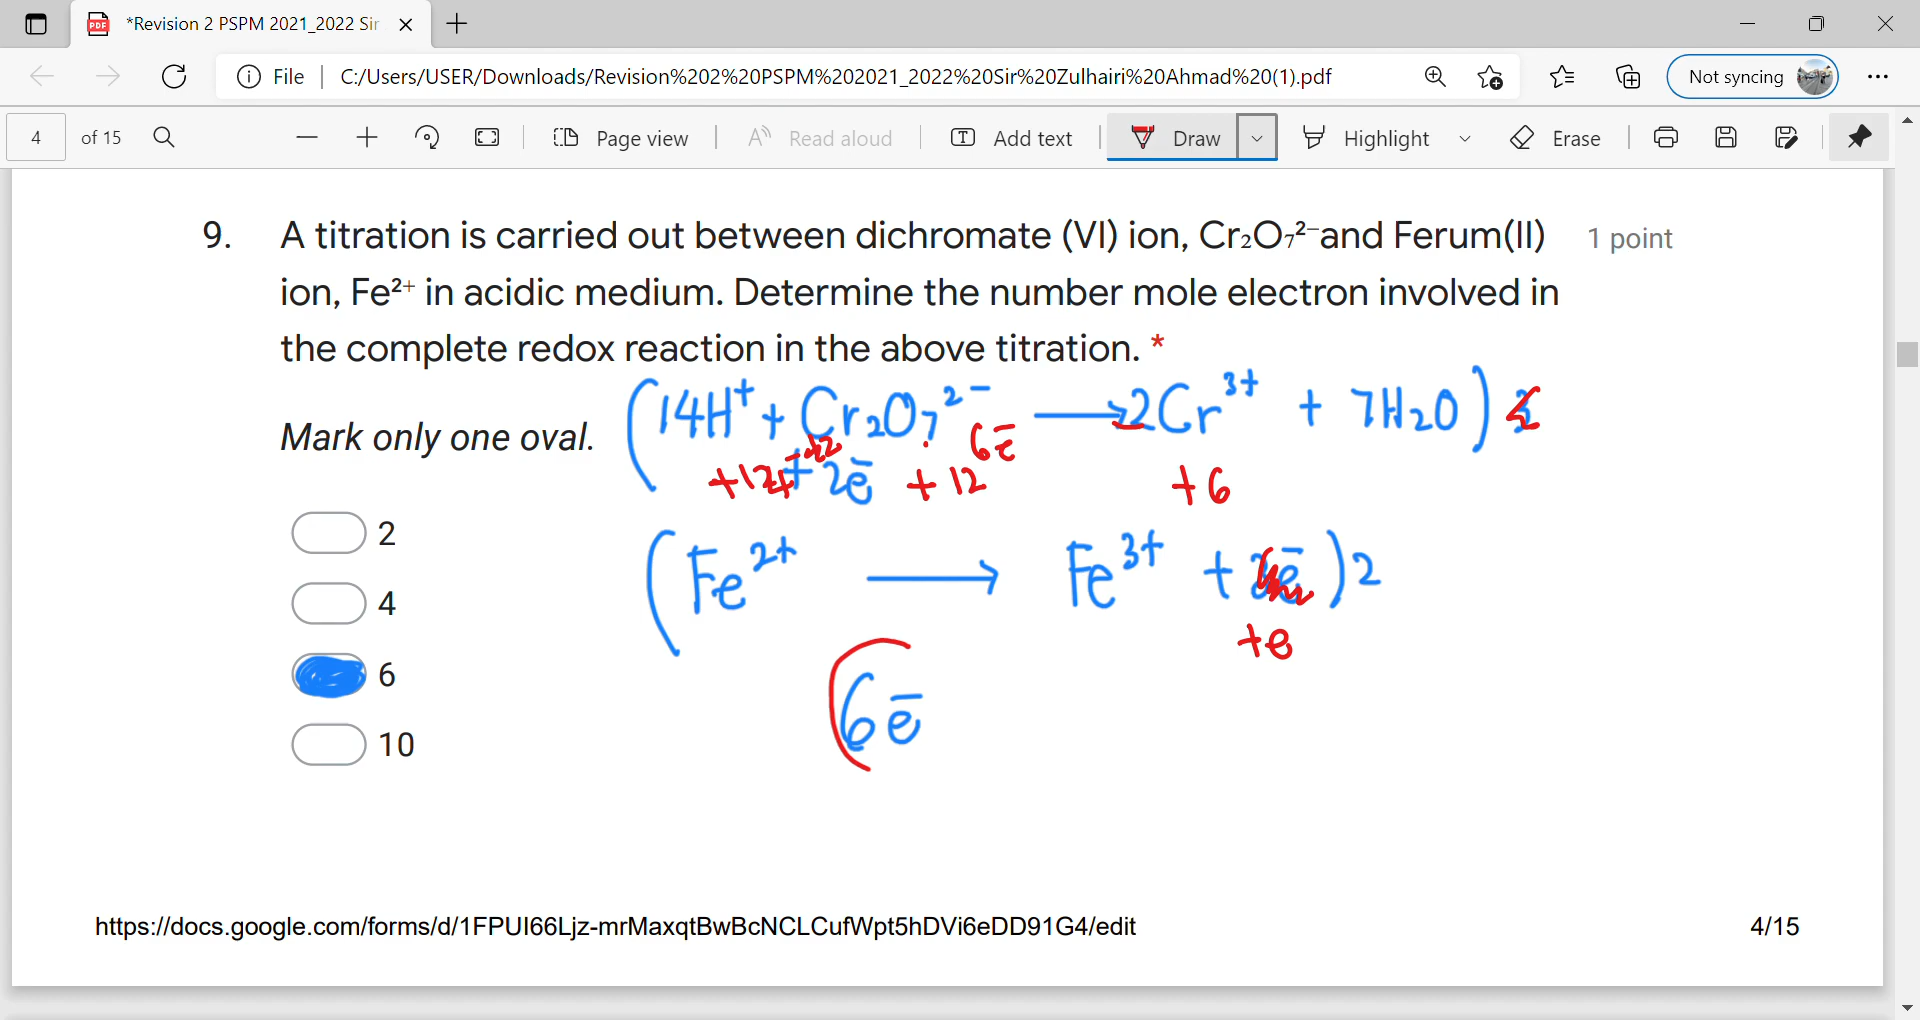 *Revision 2 PSPM 2021_2022 Sir
File C:/Users/USER/Downloads/Revision%202%20PSPM%202021_2022%20Sir%20Zulhairi%20Ahmad%20(1).pdf Not syncing
4 of 15 Page view Read aloud Add text Draw Highlight Erase
9. A titration is carried out between dichromate (VI) ion, Cr₂O₇²⁻and Ferum(II) 1 point
ion, Fe²⁺ in acidic medium. Determine the number mole electron involved in
the complete redox reaction in the above titration. *
(14H⁺ + Cr₂O₇²⁻ → 2Cr³⁺ + 7H₂O)
Mark only one oval.
6e⁻
+12 + 2e⁻ +12 +6
2
(Fe²⁺ → Fe³⁺ + e⁻)2
4
+e
6
6e⁻
10
https://docs.google.com/forms/d/1FPUI66Ljz-mrMaxqtBwBcNCLCufWpt5hDVi6eDD91G4/edit 4/15